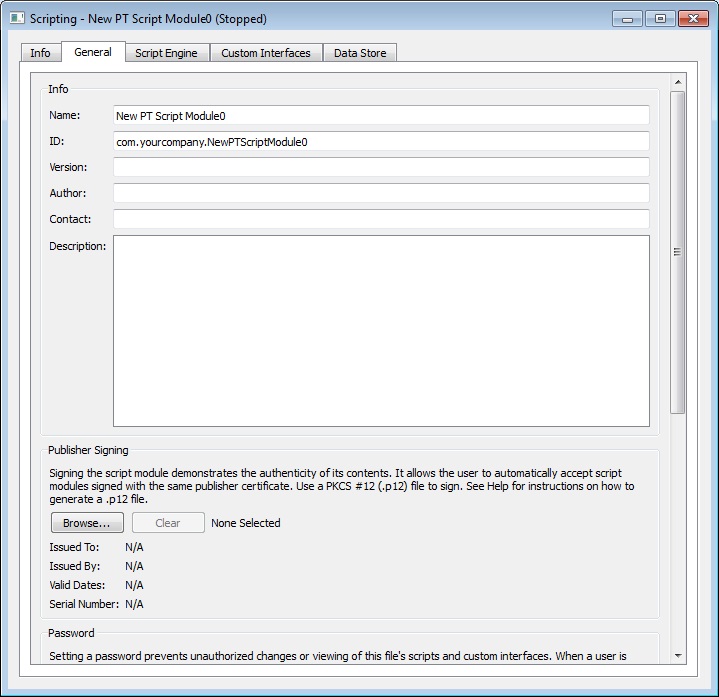 Scripting - New PT Script Module0 (Stopped)
Info General Script Engine Custom Interfaces Data Store
Info
Name: New PT Script Module0
ID: com.yourcompany.NewPTScriptModule0
Version:
Author:
Contact:
Description:
Publisher Signing
Signing the script module demonstrates the authenticity of its contents. It allows the user to automatically accept script
modules signed with the same publisher certificate. Use a PKCS #12 (.p12) file to sign. See Help for instructions on how to
generate a .p12 file.
Browse... Clear None Selected
Issued To: N/A
Issued By: N/A
Valid Dates: N/A
Serial Number: N/A
Password
Setting a password prevents unauthorized changes or viewing of this file's scripts and custom interfaces. When a user is